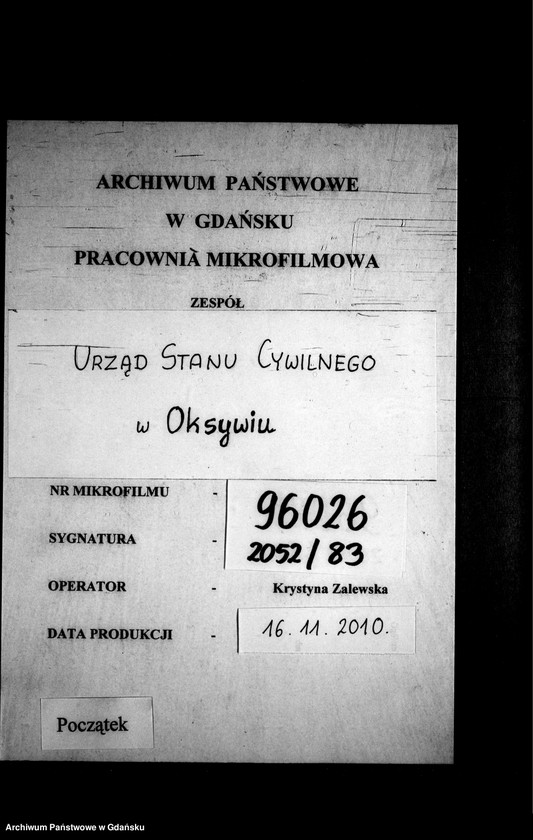 ARCHIWUM PAŃSTWOWE
W GDAŃSKU
PRACOWNIA MIKROFILMOWA
ZESPÓŁ
URZĄD STANU CYWILNEGO
w Oksywiu
NR MIKROFILMU - 96026
SYGNATURA - 2052/83
OPERATOR - Krystyna Zalewska
DATA PRODUKCJI - 16.11.2010.
Początek
Archiwum Państwowe w Gdańsku